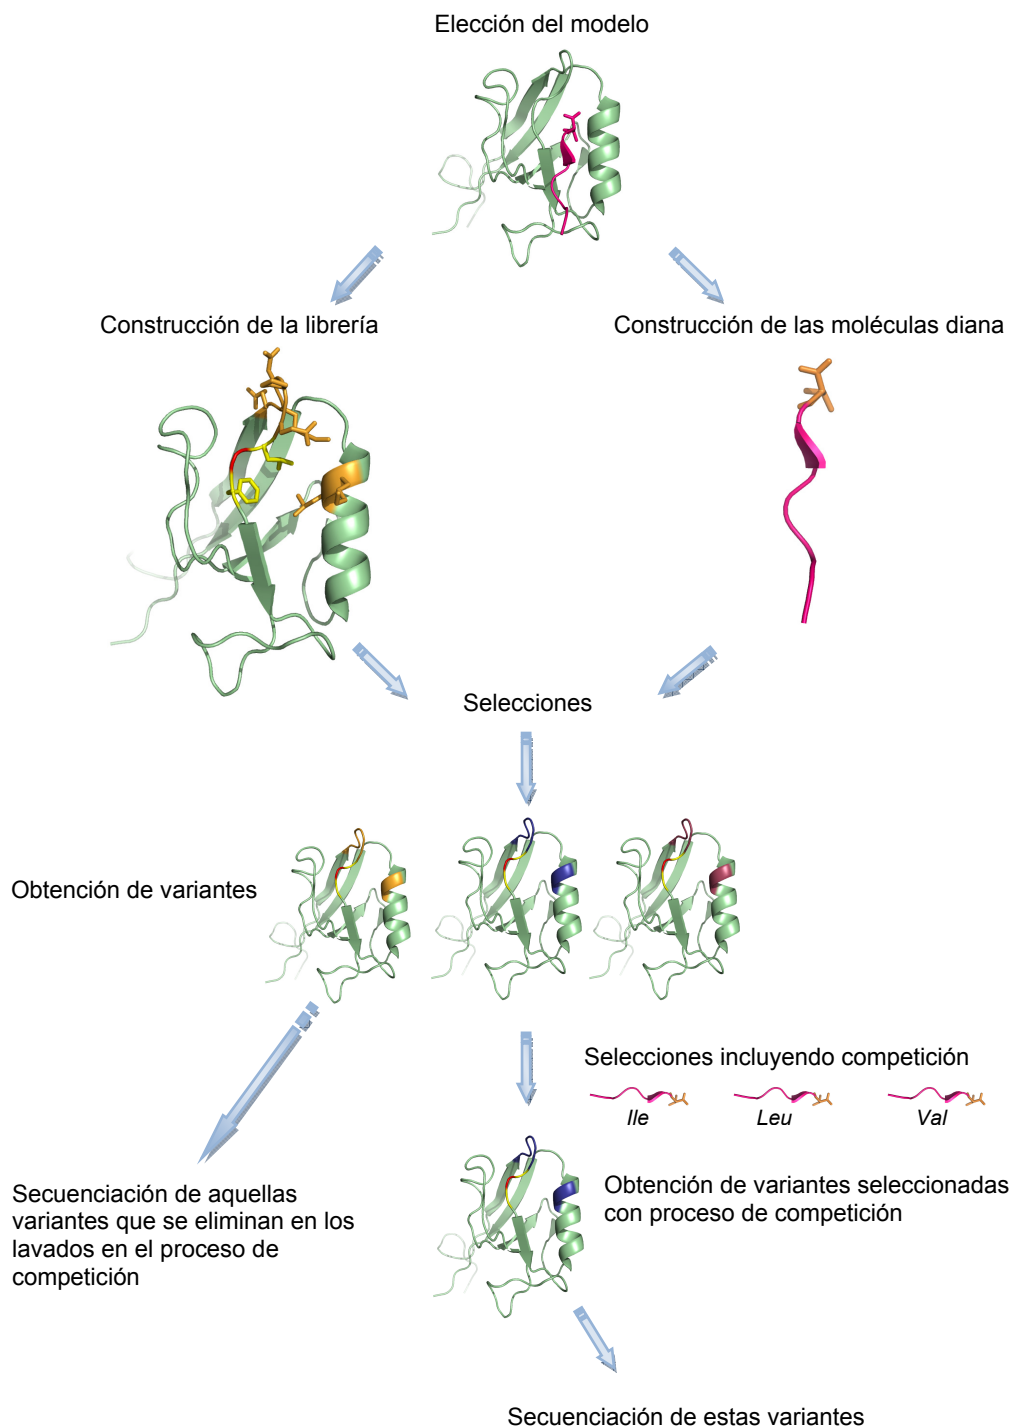 Elección del modelo
Construcción de la librería
Construcción de las moléculas diana
Selecciones
Obtención de variantes
Selecciones incluyendo competición
Ile
Leu
Val
Obtención de variantes seleccionadas
con proceso de competición
Secuenciación de aquellas
variantes que se eliminan en los
lavados en el proceso de
competición
Secuenciación de estas variantes